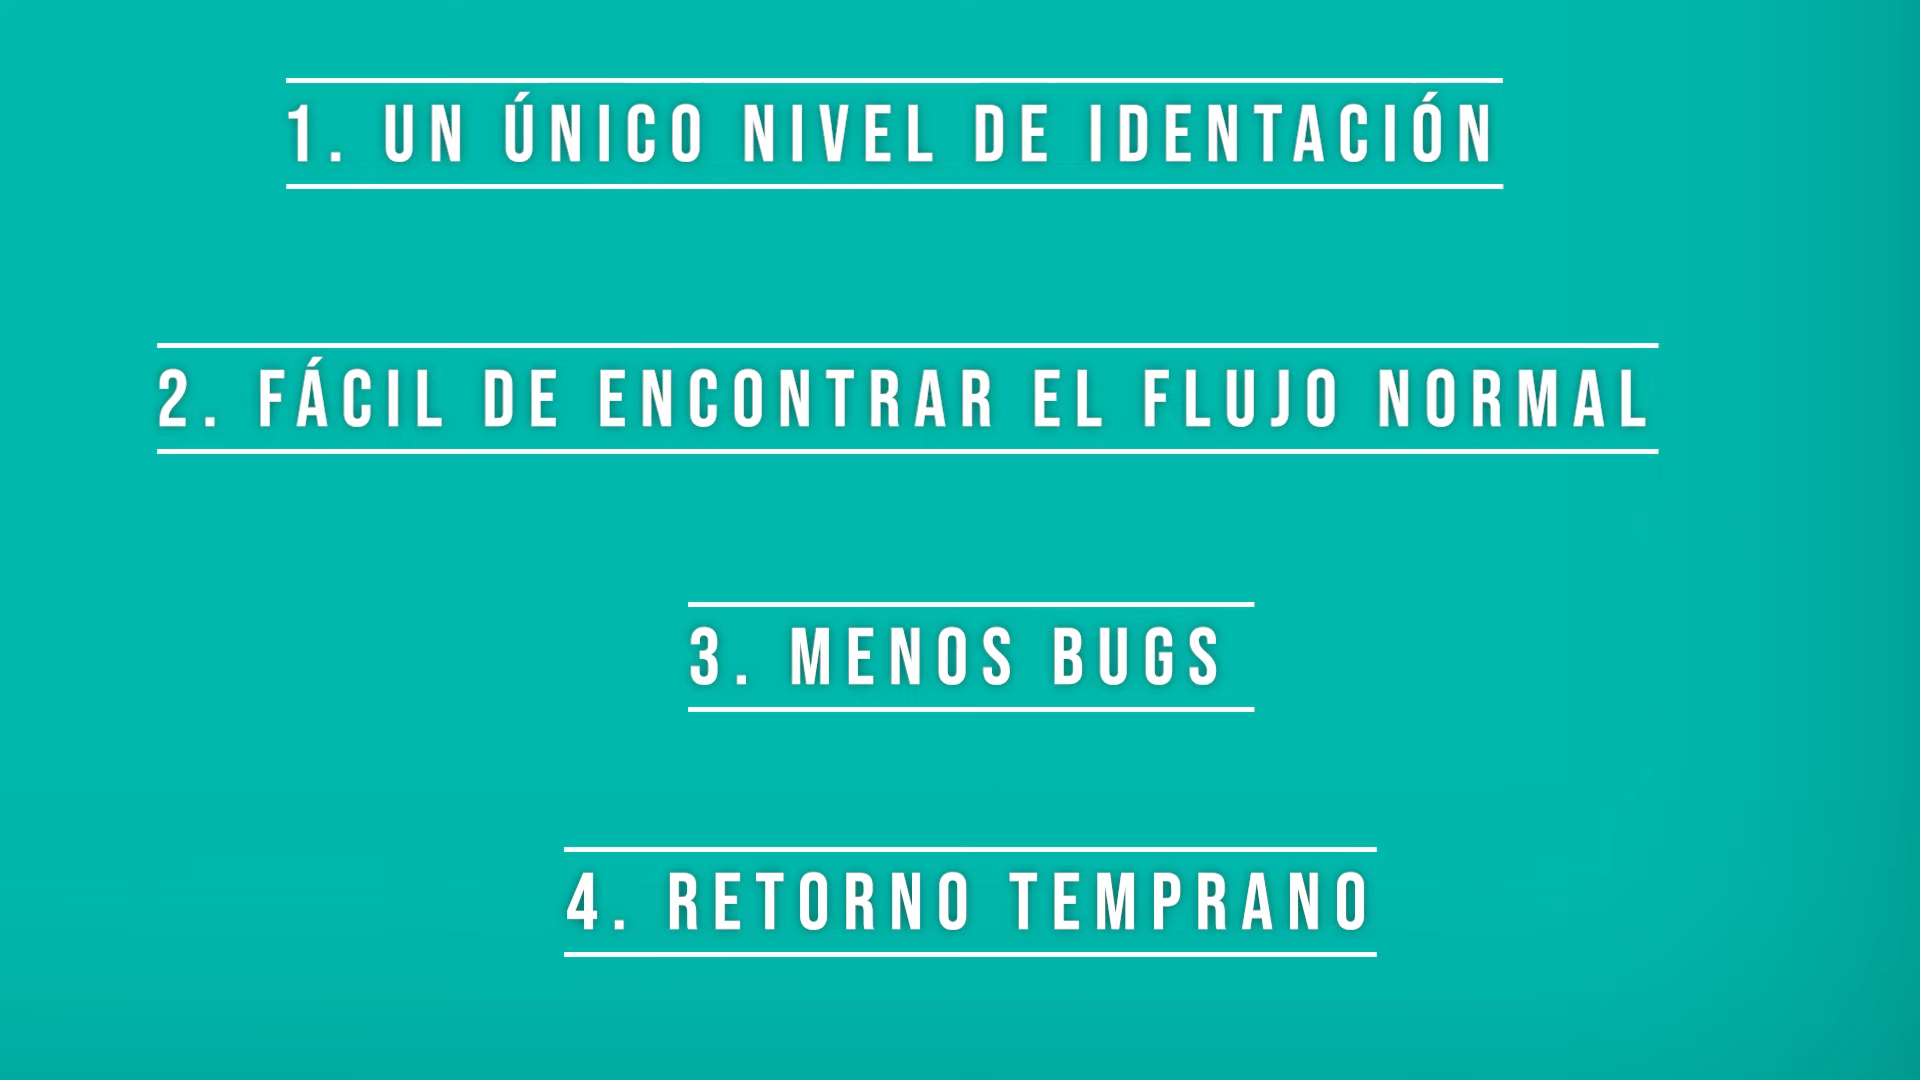 1. UN ÚNICO NIVEL DE IDENTACIÓN
2. FÁCIL DE ENCONTRAR EL FLUJO NORMAL
3. MENOS BUGS
4. RETORNO TEMPRANO